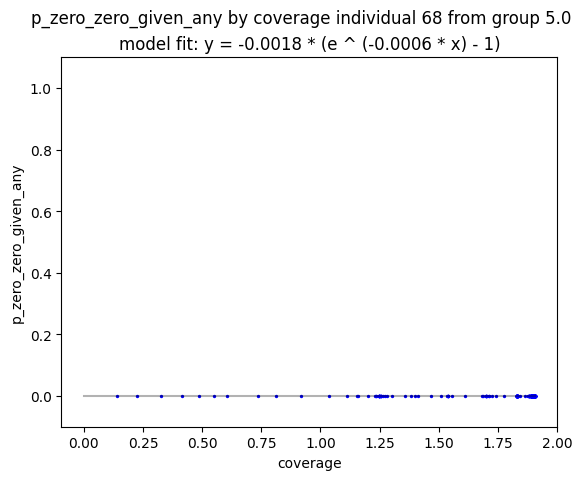 p_zero_zero_given_any by coverage individual 68 from group 5.0
model fit: y = -0.0018 * (e ^ (-0.0006 * x) - 1)
1.0
0.8
0.6
0.4
0.2
0.0
p_zero_zero_given_any
0.00 0.25 0.50 0.75 1.00 1.25 1.50 1.75 2.00
coverage